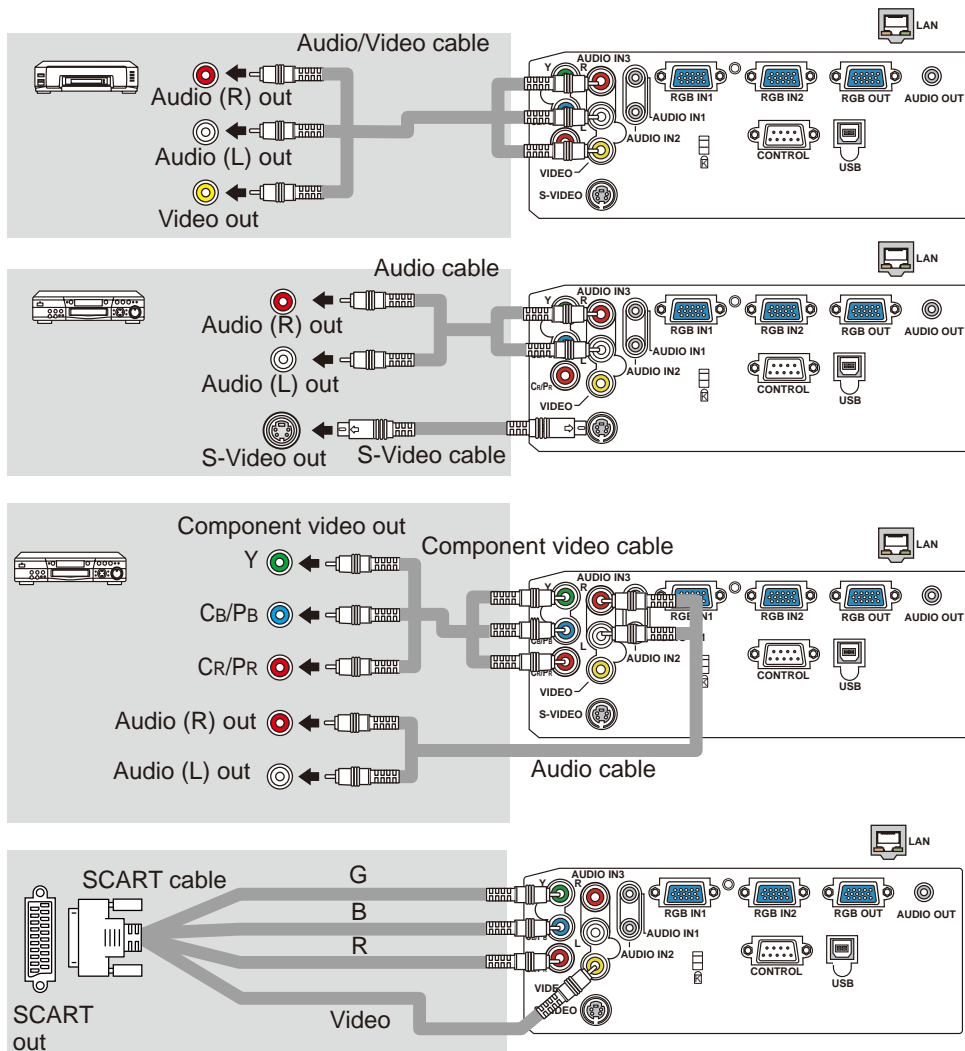 LAN
Audio/Video cable
AUDIO IN3
Y
R
Audio (R) out
RGB IN1
RGB IN2
RGB OUT
AUDIO OUT
AUDIO IN1
L
AUDIO IN2
Audio (L) out
CONTROL
USB
K
VIDEO
S-VIDEO
Video out
LAN
Audio cable
AUDIO IN3
Y
R
Audio (R) out
RGB IN1
RGB IN2
RGB OUT
AUDIO OUT
AUDIO IN1
L
AUDIO IN2
Audio (L) out
CR/PR
CONTROL
USB
K
VIDEO
S-Video out
S-Video cable
Component video out
Component video cable
LAN
Y
AUDIO IN3
Y
R
CB/PB
RGB IN1
RGB IN2
RGB OUT
AUDIO OUT
CB/PB
L
AUDIO IN2
CR/PR
CR/PR
CONTROL
USB
VIDEO
S-VIDEO
Audio (R) out
Audio (L) out
Audio cable
LAN
SCART cable
G
AUDIO IN3
Y
R
B
RGB IN1
RGB IN2
RGB OUT
AUDIO OUT
AUDIO IN1
R
L
AUDIO IN2
CONTROL
USB
K
SCART
out
Video